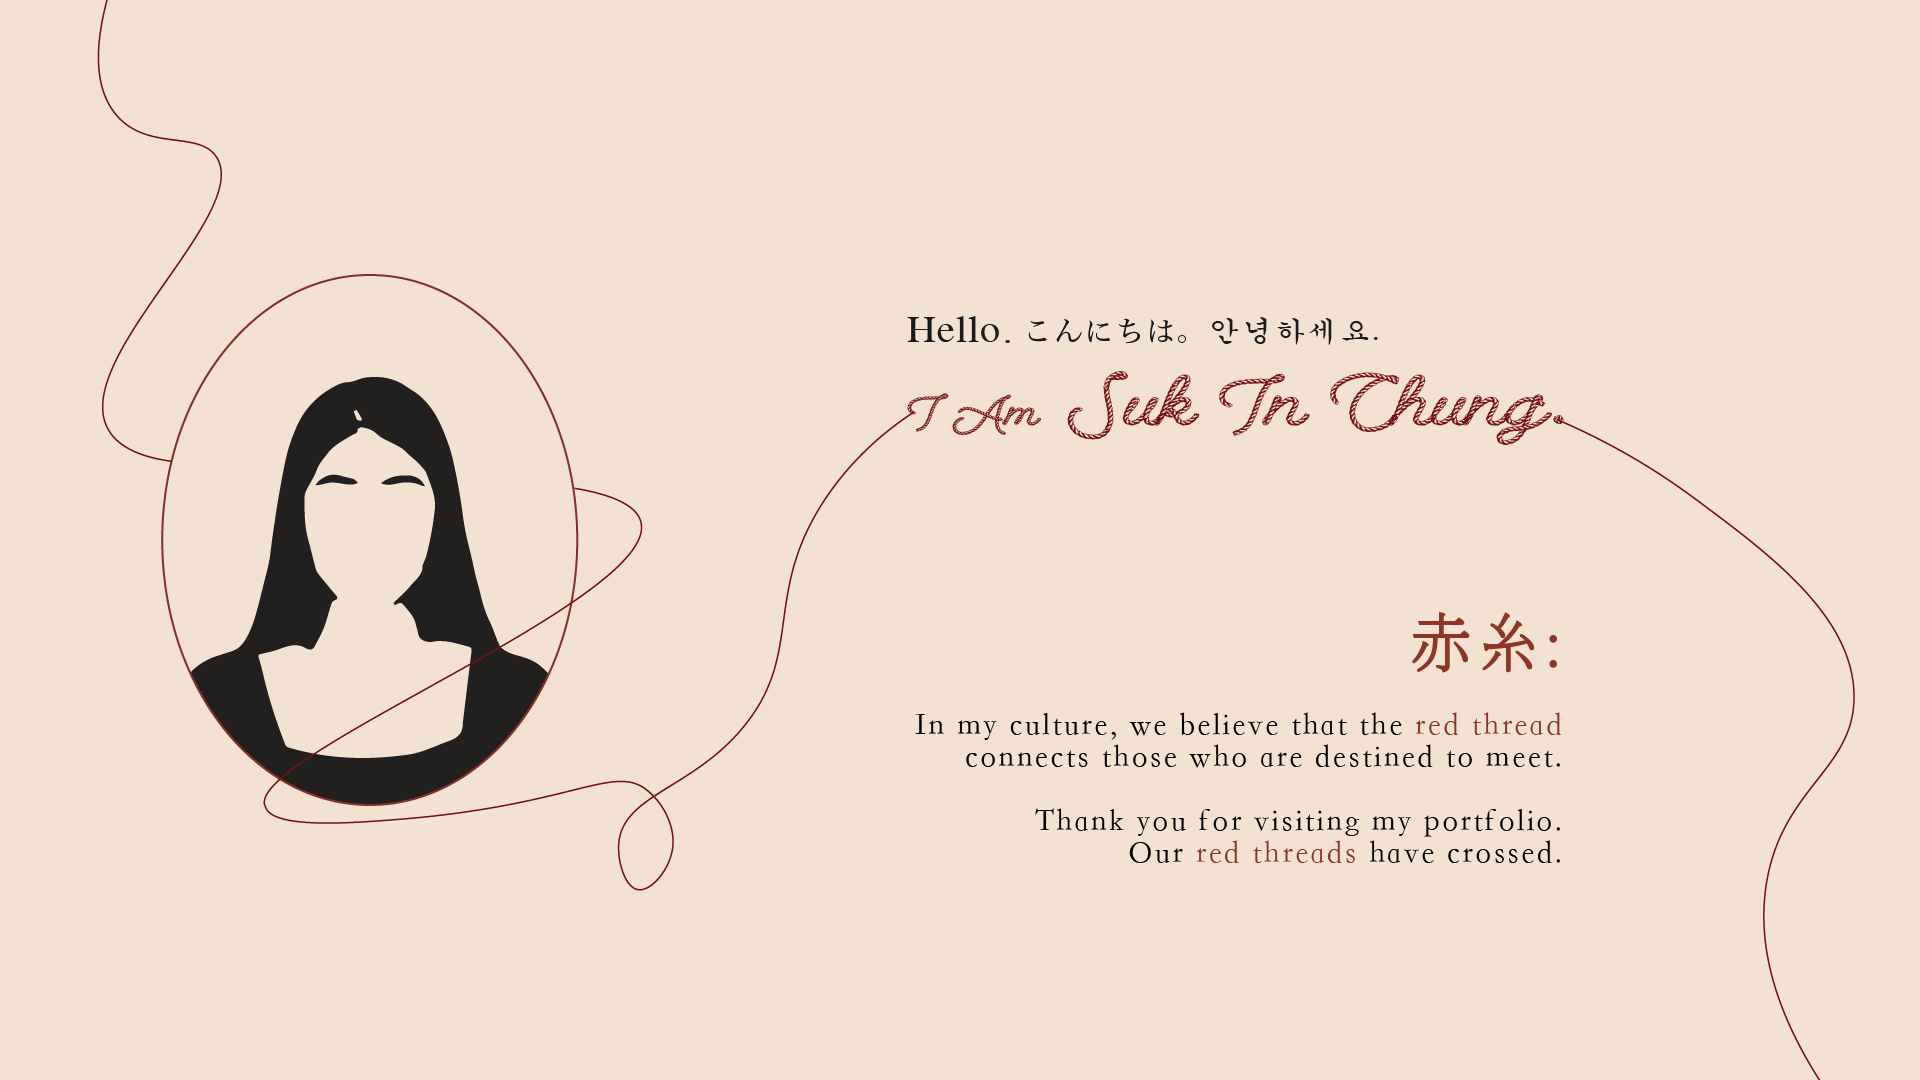 Hello. こんにちは。 안녕하세요.
I Am Suk In Chung.
赤糸:
In my culture, we believe that the red thread
connects those who are destined to meet.
Thank you for visiting my portfolio.
Our red threads have crossed.